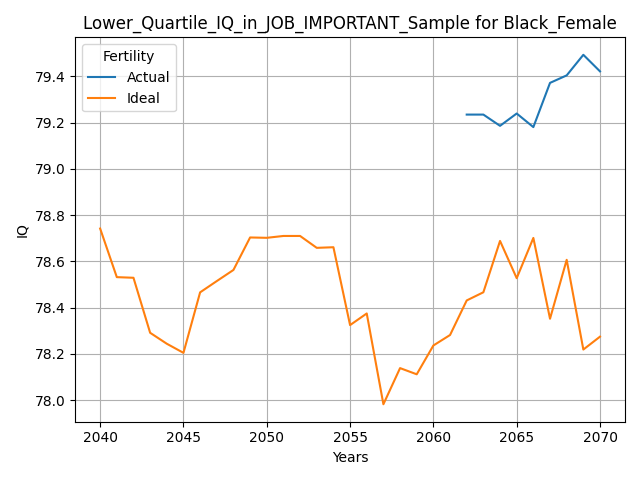 Lower_Quartile_IQ_in_JOB_IMPORTANT_Sample for Black_Female
Fertility
Actual
Ideal
79.4
79.2
79.0
78.8
78.6
78.4
78.2
78.0
IQ
2040 2045 2050 2055 2060 2065 2070
Years